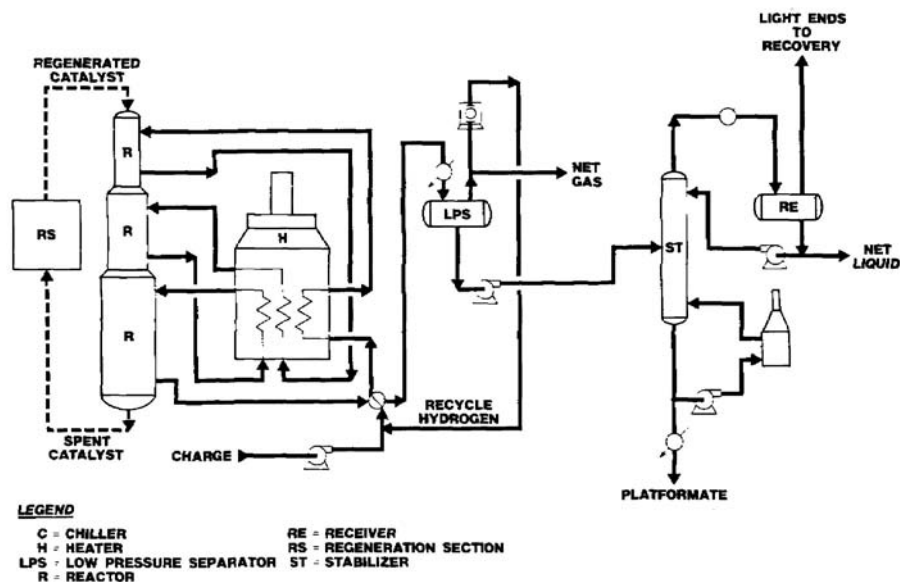 LIGHT ENDS
TO
RECOVERY
REGENERATED
CATALYST
R
RS
R
R
H
LPS
NET
GAS
ST
RE
NET
LIQUID
RECYCLE
HYDROGEN
SPENT
CATALYST
CHARGE
PLATFORMATE
LEGEND
C = CHILLER
H = HEATER
LPS = LOW PRESSURE SEPARATOR
R = REACTOR
RE = RECEIVER
RS = REGENERATION SECTION
ST = STABILIZER